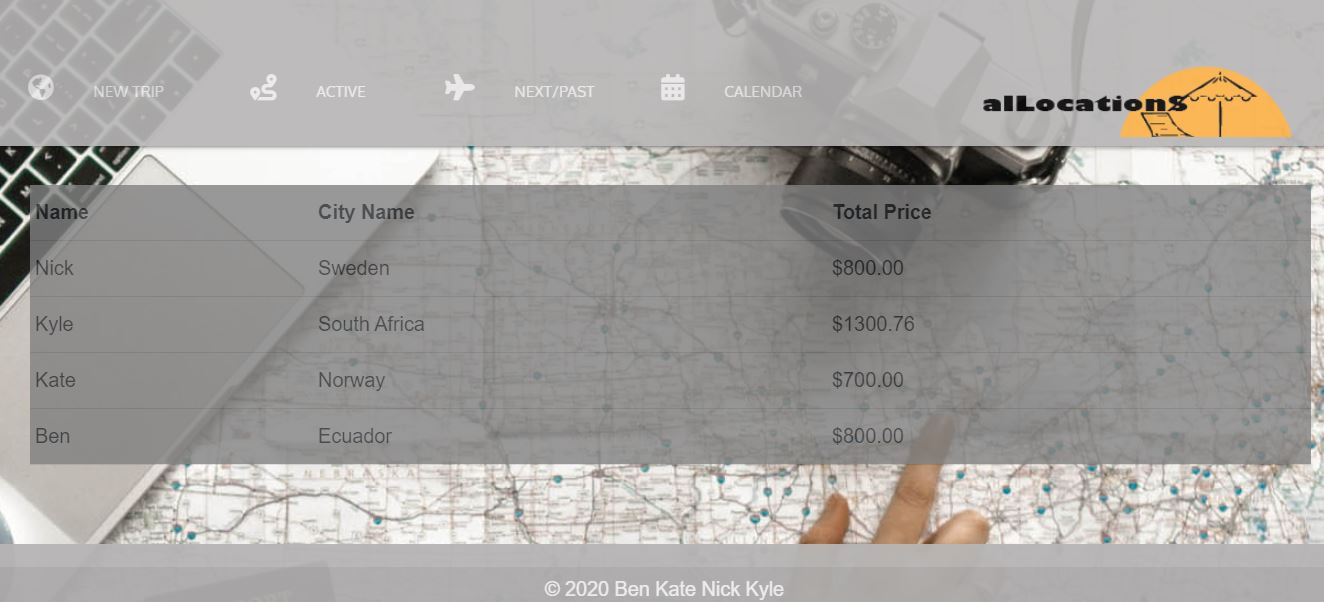 NEW TRIP ACTIVE NEXT/PAST CALENDAR
alLocationS
Name City Name Total Price
Nick Sweden $800.00
Kyle South Africa $1300.76
Kate Norway $700.00
Ben Ecuador $800.00
© 2020 Ben Kate Nick Kyle